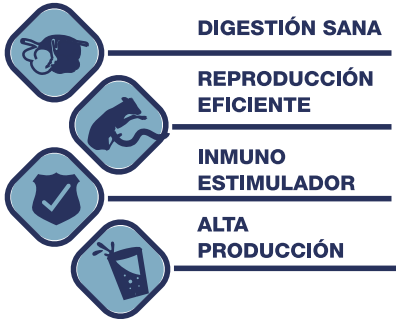 DIGESTIÓN SANA
REPRODUCCIÓN
EFICIENTE
INMUNO
ESTIMULADOR
ALTA
PRODUCCIÓN